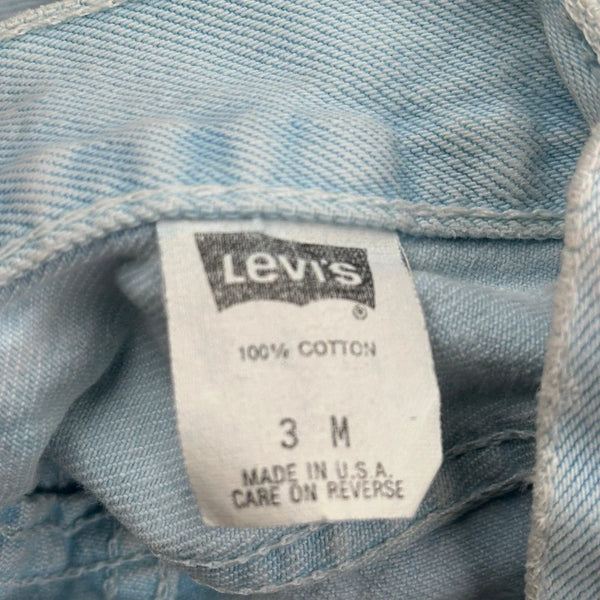 Levi's
®
100% COTTON
3 M
MADE IN U.S.A.
CARE ON REVERSE